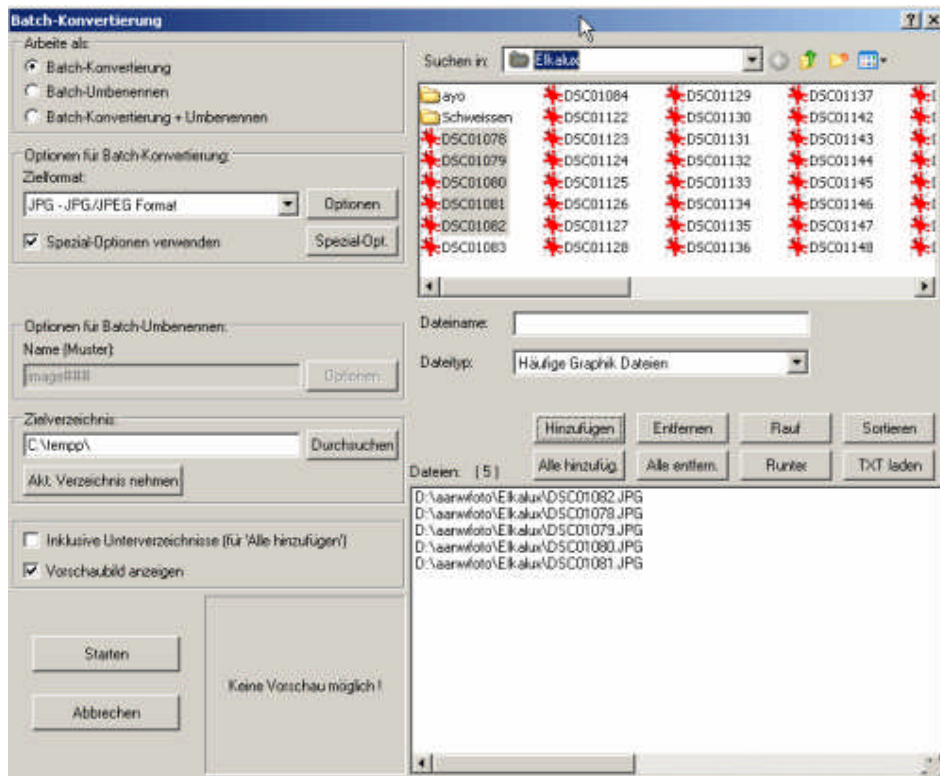 Batch-Konvertierung
Arbeite als:
Batch-Konvertierung
Batch-Umbenennen
Batch-Konvertierung + Umbenennen
Optionen für Batch-Konvertierung:
Zielformat:
JPG - JPG/JPEG Format
Optionen
Spezial-Optionen verwenden
Spezial-Opt.
Optionen für Batch-Umbenennen:
Name (Muster):
image###
Optionen
Zielverzeichnis:
C:\tempp\
Durchsuchen
Akt. Verzeichnis nehmen
Inklusive Unterverzeichnisse (für 'Alle hinzufügen')
Vorschaubild anzeigen
Starten
Abbrechen
Keine Vorschau möglich !
Suchen in:
Elkalux
ayo
Schweissen
DSC01078
DSC01079
DSC01080
DSC01081
DSC01082
DSC01083
DSC01084
DSC01122
DSC01123
DSC01124
DSC01125
DSC01126
DSC01127
DSC01128
DSC01129
DSC01130
DSC01131
DSC01132
DSC01133
DSC01134
DSC01135
DSC01136
DSC01137
DSC01142
DSC01143
DSC01144
DSC01145
DSC01146
DSC01147
DSC01148
Dateiname:
Dateityp:
Häufige Graphik Dateien
Hinzufügen
Entfernen
Rauf
Sortieren
Dateien: ( 5 )
Alle hinzufüg.
Alle entfern.
Runter
TXT laden
D:\aarwfoto\Elkalux\DSC01082.JPG
D:\aarwfoto\Elkalux\DSC01078.JPG
D:\aarwfoto\Elkalux\DSC01079.JPG
D:\aarwfoto\Elkalux\DSC01080.JPG
D:\aarwfoto\Elkalux\DSC01081.JPG